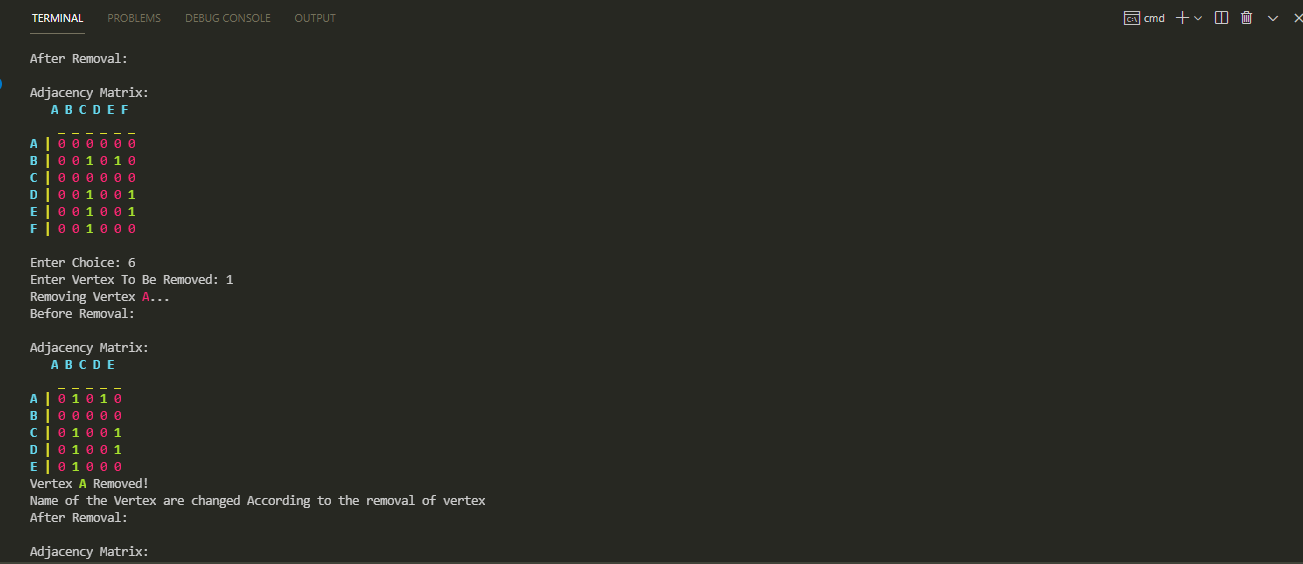 TERMINAL PROBLEMS DEBUG CONSOLE OUTPUT cmd
After Removal:
Adjacency Matrix:
A B C D E F
_ _ _ _ _ _
A | 0 0 0 0 0 0
B | 0 0 1 0 1 0
C | 0 0 0 0 0 0
D | 0 0 1 0 0 1
E | 0 0 1 0 0 1
F | 0 0 1 0 0 0
Enter Choice: 6
Enter Vertex To Be Removed: 1
Removing Vertex A...
Before Removal:
Adjacency Matrix:
A B C D E
_ _ _ _ _
A | 0 1 0 1 0
B | 0 0 0 0 0
C | 0 1 0 0 1
D | 0 1 0 0 1
E | 0 1 0 0 0
Vertex A Removed!
Name of the Vertex are changed According to the removal of vertex
After Removal:
Adjacency Matrix: